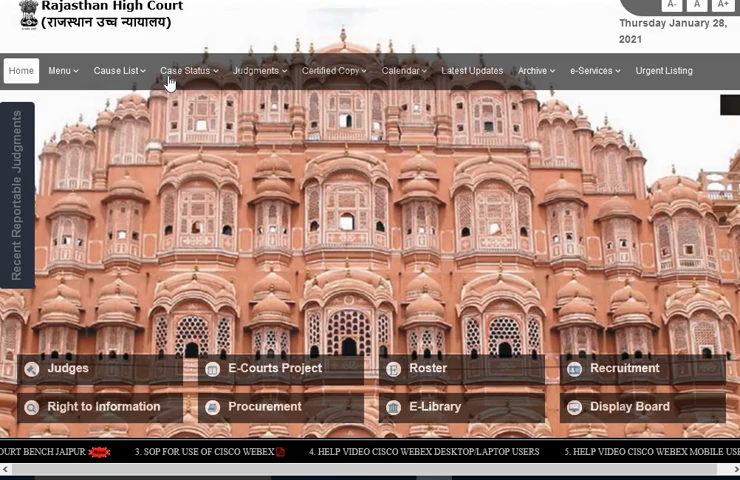 Rajasthan High Court
(राजस्थान उच्च न्यायालय)
A- A A+
Thursday January 28,
2021
Home Menu Cause List Case Status Judgments Certified Copy Calendar Latest Updates Archive e-Services Urgent Listing
Recent Reportable Judgments
Judges E-Courts Project Roster Recruitment
Right to Information Procurement E-Library Display Board
OURT BENCH JAIPUR 3. SOP FOR USE OF CISCO WEBEX 4. HELP VIDEO CISCO WEBEX DESKTOP/LAPTOP USERS 5. HELP VIDEO CISCO WEBEX MOBILE USE